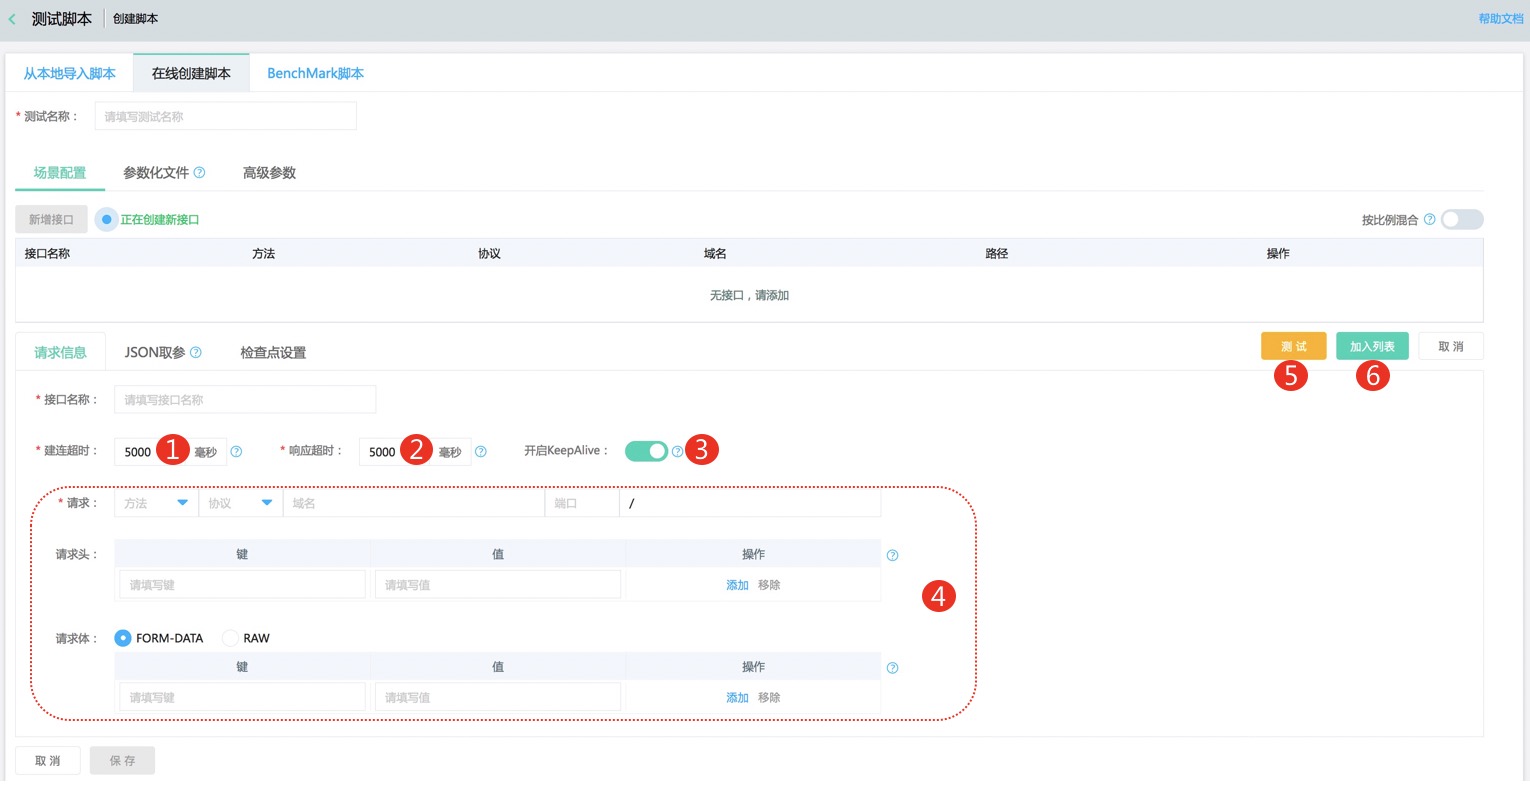 测试脚本 创建脚本 帮助文档
从本地导入脚本 在线创建脚本 BenchMark脚本
* 测试名称： 请填写测试名称
场景配置 参数化文件 ? 高级参数
新增接口 正在创建新接口 按比例混合 ?
接口名称 方法 协议 域名 路径 操作
无接口，请添加
请求信息 JSON取参 ? 检查点设置 测 试 加入列表 取 消
5 6
* 接口名称： 请填写接口名称
* 建连超时： 5000 1 毫秒 ? * 响应超时： 5000 2 毫秒 ? 开启KeepAlive： ? 3
* 请求： 方法 协议 域名 端口 /
请求头： 键 值 操作 ?
请填写键 请填写值 添加 移除
4
请求体： FORM-DATA RAW
键 值 操作 ?
请填写键 请填写值 添加 移除
取 消 保 存